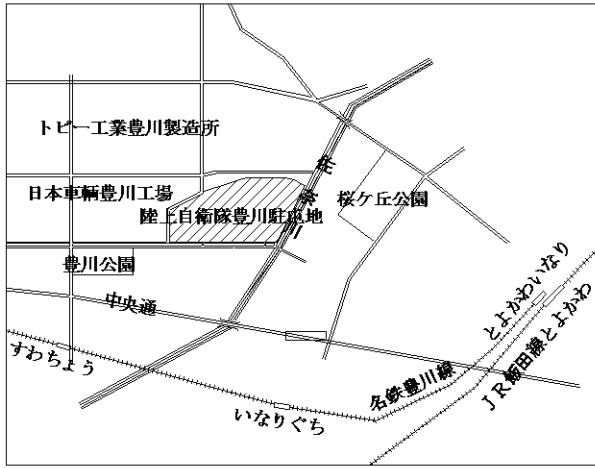 トピー工業豊川製造所
日本車輌豊川工場
陸上自衛隊豊川駐屯地
佐奈川
桜ケ丘公園
豊川公園
中央通
すわちょう
いなりぐち
名鉄豊川線
とよかわいなり
JR飯田線とよかわ